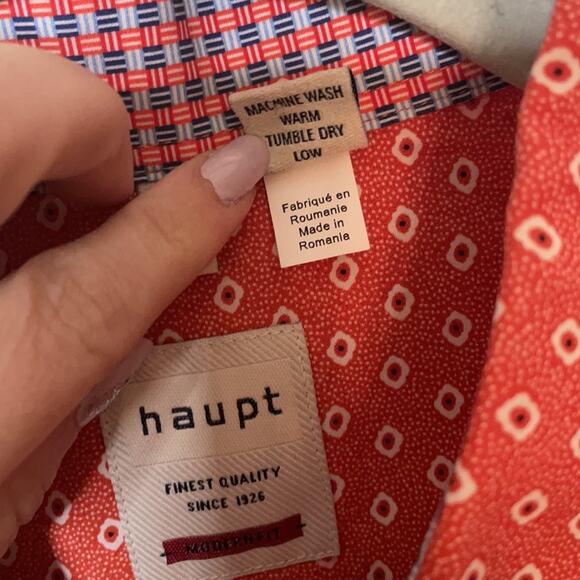 MACHINE WASH
WARM
TUMBLE DRY
LOW
Fabriqué en
Roumanie
Made in
Romania
haupt
FINEST QUALITY
SINCE 1926
MODERN FIT